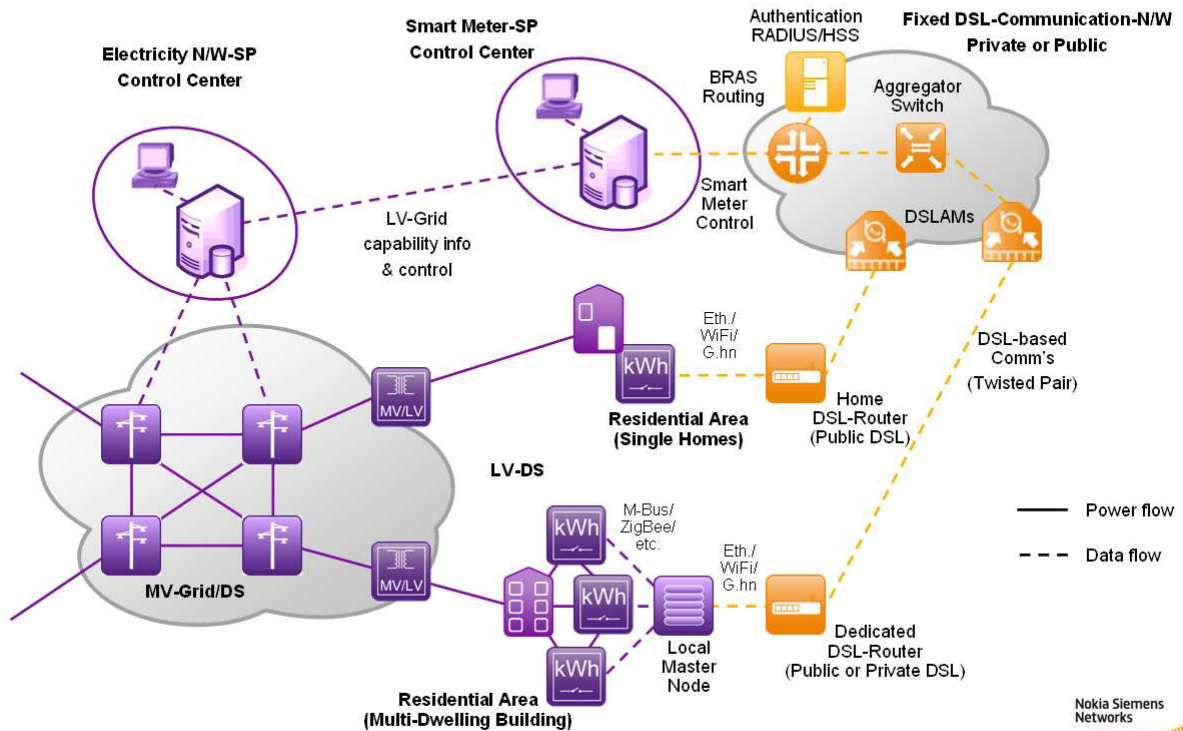 Electricity N/W-SP
Control Center
Smart Meter-SP
Control Center
Authentication
RADIUS/HSS
Fixed DSL-Communication-N/W
Private or Public
BRAS
Routing
Aggregator
Switch
Smart
Meter
Control
DSLAMs
LV-Grid
capability info
& control
Eth./
WiFi/
G.hn
DSL-based
Comm's
(Twisted Pair)
MV/LV
kWh
Residential Area
(Single Homes)
Home
DSL-Router
(Public DSL)
LV-DS
M-Bus/
ZigBee/
etc.
kWh
kWh
kWh
Eth./
WiFi/
G.hn
Power flow
Data flow
MV-Grid/DS
MV/LV
Local
Master
Node
Dedicated
DSL-Router
(Public or Private DSL)
Residential Area
(Multi-Dwelling Building)
Nokia Siemens
Networks